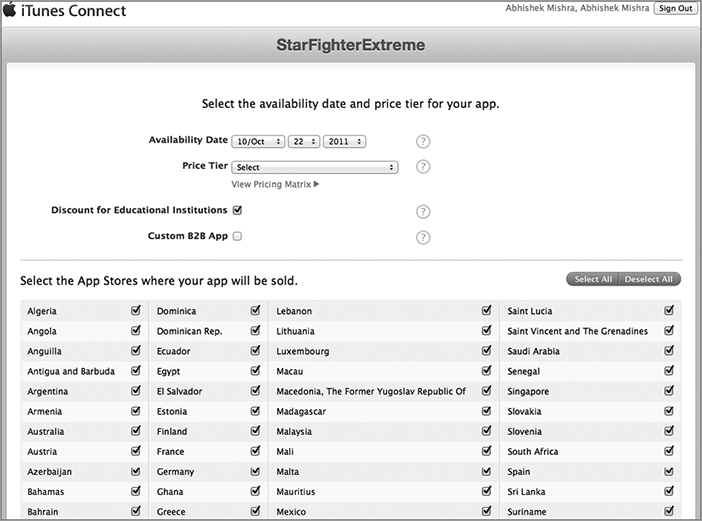 iTunes Connect
Abhishek Mishra, Abhishek Mishra Sign Out
StarFighterExtreme
Select the availability date and price tier for your app.
Availability Date 10/Oct 22 2011 ?
Price Tier Select ?
View Pricing Matrix ▶
Discount for Educational Institutions ?
Custom B2B App ?
Select the App Stores where your app will be sold. Select All Deselect All
Algeria Dominica Lebanon Saint Lucia
Angola Dominican Rep. Lithuania Saint Vincent and The Grenadines
Anguilla Ecuador Luxembourg Saudi Arabia
Antigua and Barbuda Egypt Macau Senegal
Argentina El Salvador Macedonia, The Former Yugoslav Republic Of Singapore
Armenia Estonia Madagascar Slovakia
Australia Finland Malaysia Slovenia
Austria France Mali South Africa
Azerbaijan Germany Malta Spain
Bahamas Ghana Mauritius Sri Lanka
Bahrain Greece Mexico Suriname